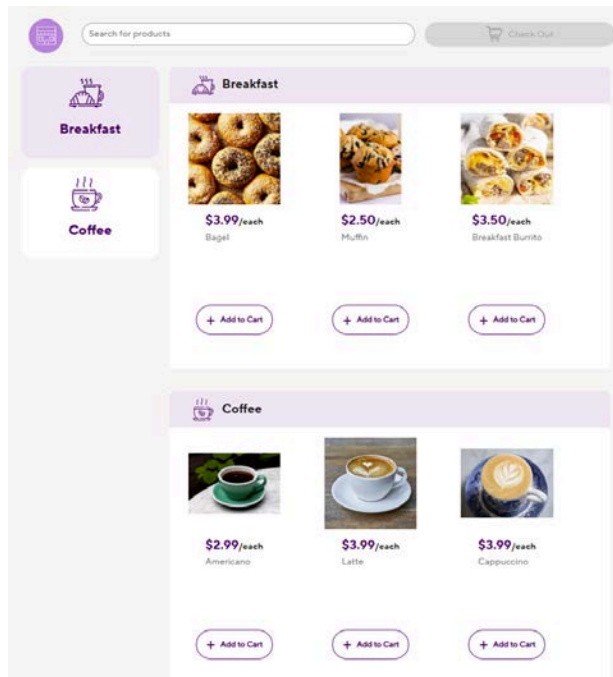 Search for products
Check Out
Breakfast
Coffee
Breakfast
$3.99/each
Bagel
+ Add to Cart
$2.50/each
Muffin
+ Add to Cart
$3.50/each
Breakfast Burrito
+ Add to Cart
Coffee
$2.99/each
Americano
+ Add to Cart
$3.99/each
Latte
+ Add to Cart
$3.99/each
Cappuccino
+ Add to Cart